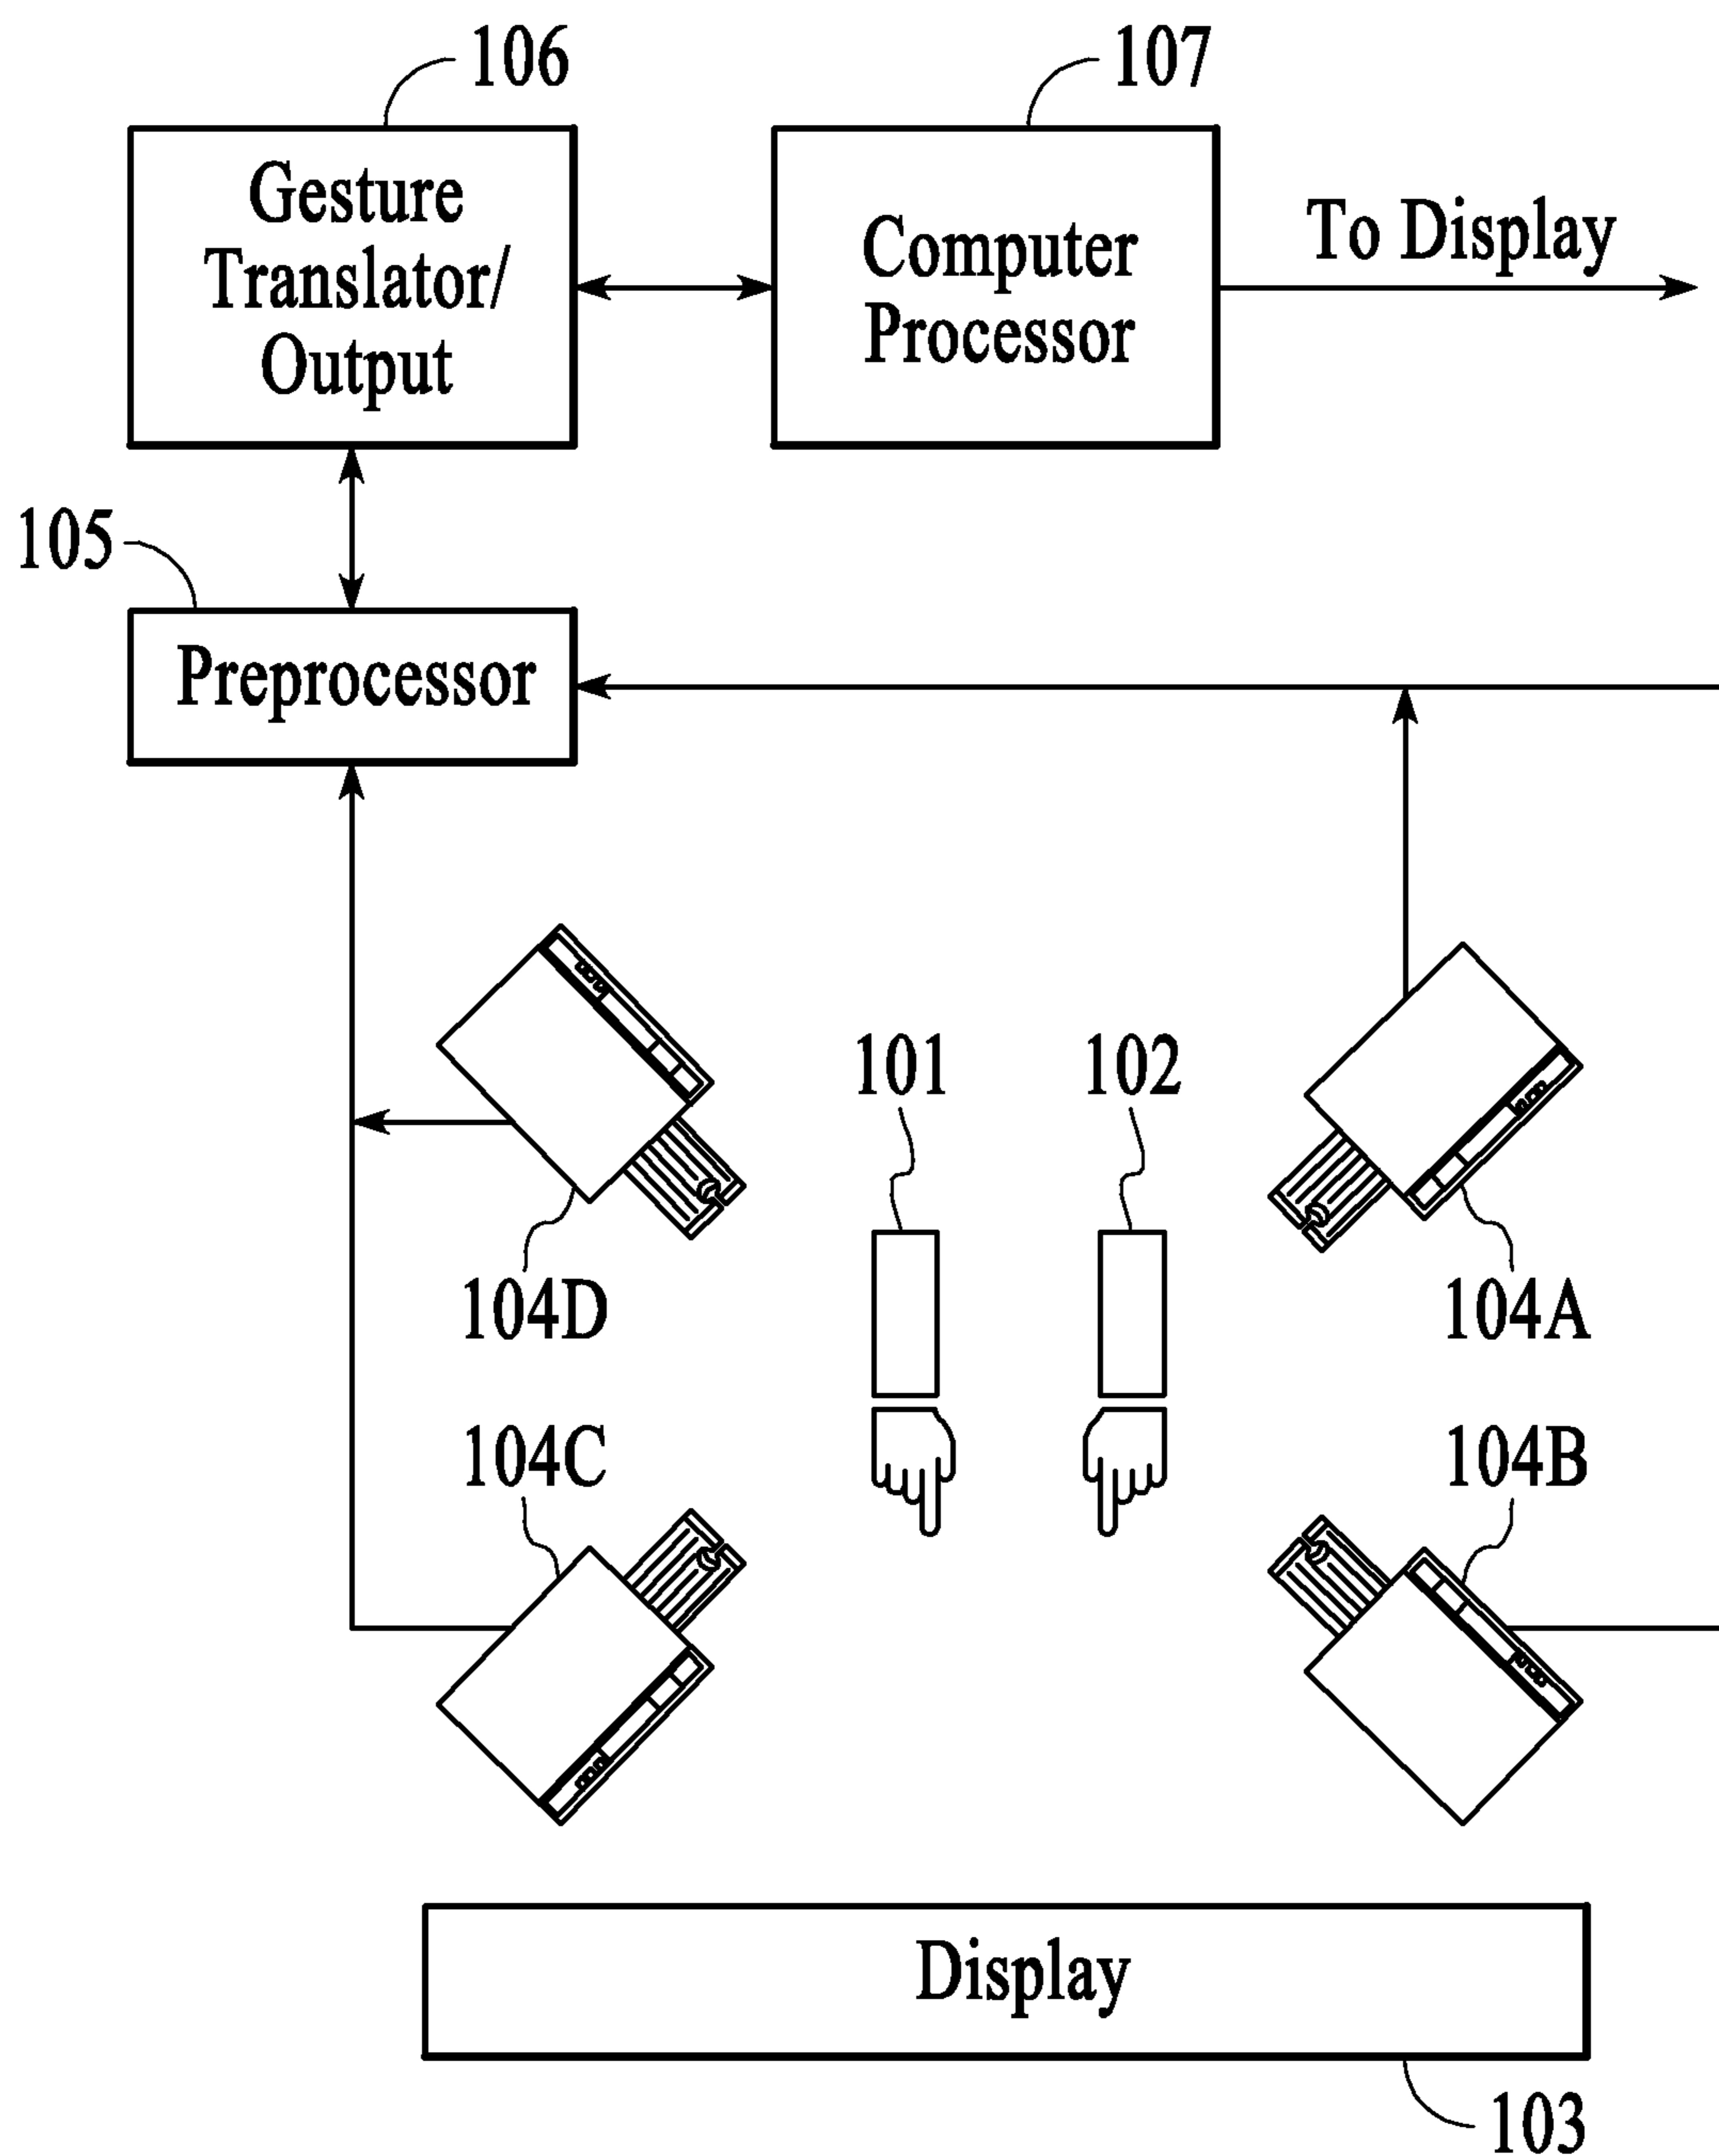 106
107
Gesture
Translator/
Output
Computer
Processor
To Display
105
Preprocessor
101
102
104D
104A
104C
104B
Display
103